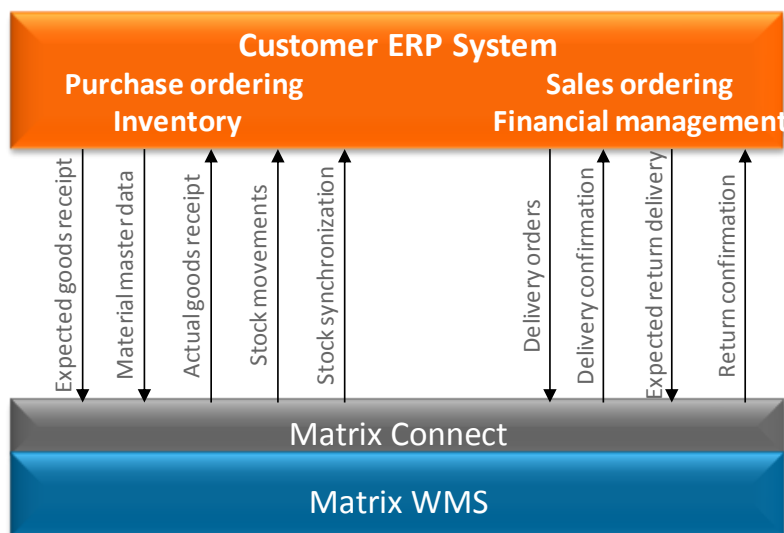 Customer ERP System
Purchase ordering
Inventory
Sales ordering
Financial management
Expected goods receipt
Material master data
Actual goods receipt
Stock movements
Stock synchronization
Delivery orders
Delivery confirmation
Expected return delivery
Return confirmation
Matrix Connect
Matrix WMS